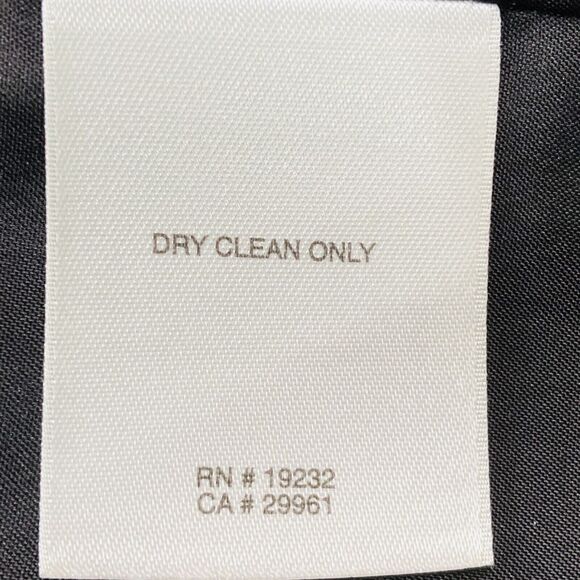 DRY CLEAN ONLY
RN # 19232
CA # 29961